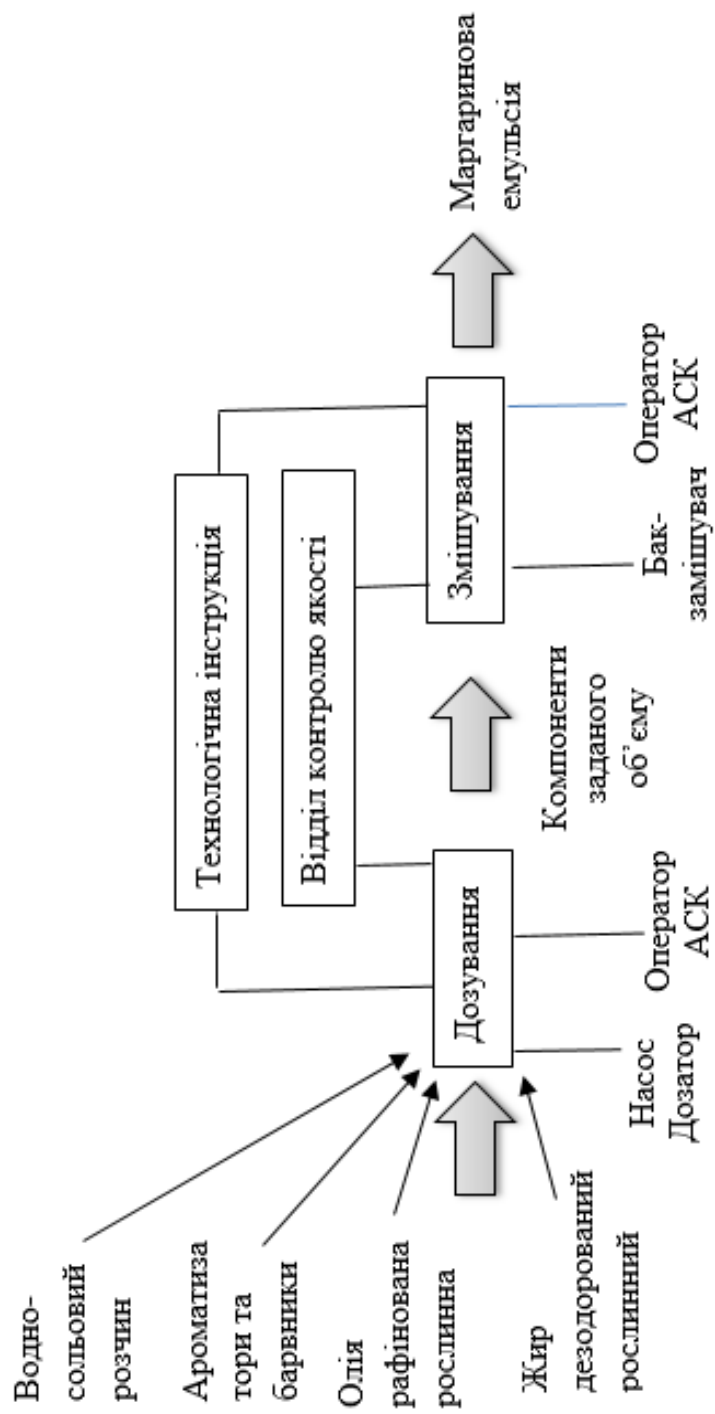 Водно-
сольовий
розчин
Ароматиза
тори та
барвники
Олія
рафінована
рослинна
Жир
дезодорований
рослинний
Технологічна інструкція
Відділ контролю якості
Дозування
Насос
Дозатор
Оператор
АСК
Компоненти
заданого
об’єму
Змішування
Бак-
замішувач
Оператор
АСК
Маргаринова
емульсія